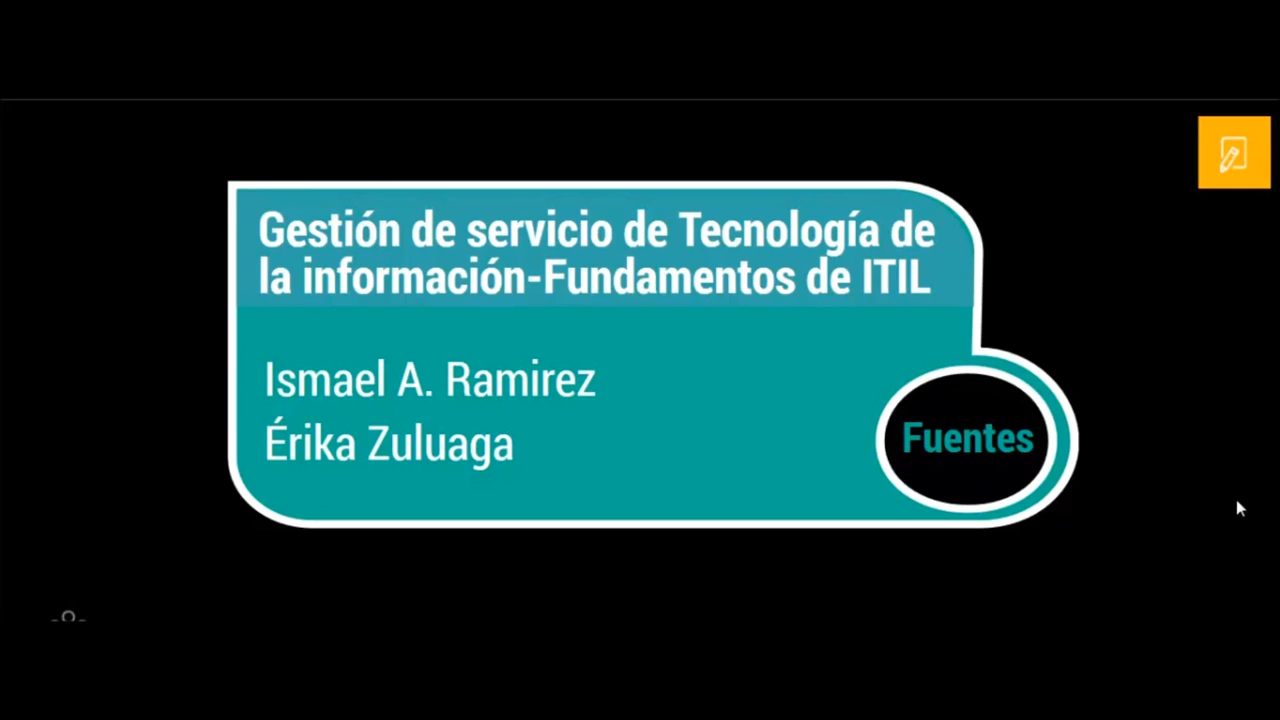 Gestión de servicio de Tecnología de
la información-Fundamentos de ITIL
Ismael A. Ramirez
Érika Zuluaga
Fuentes